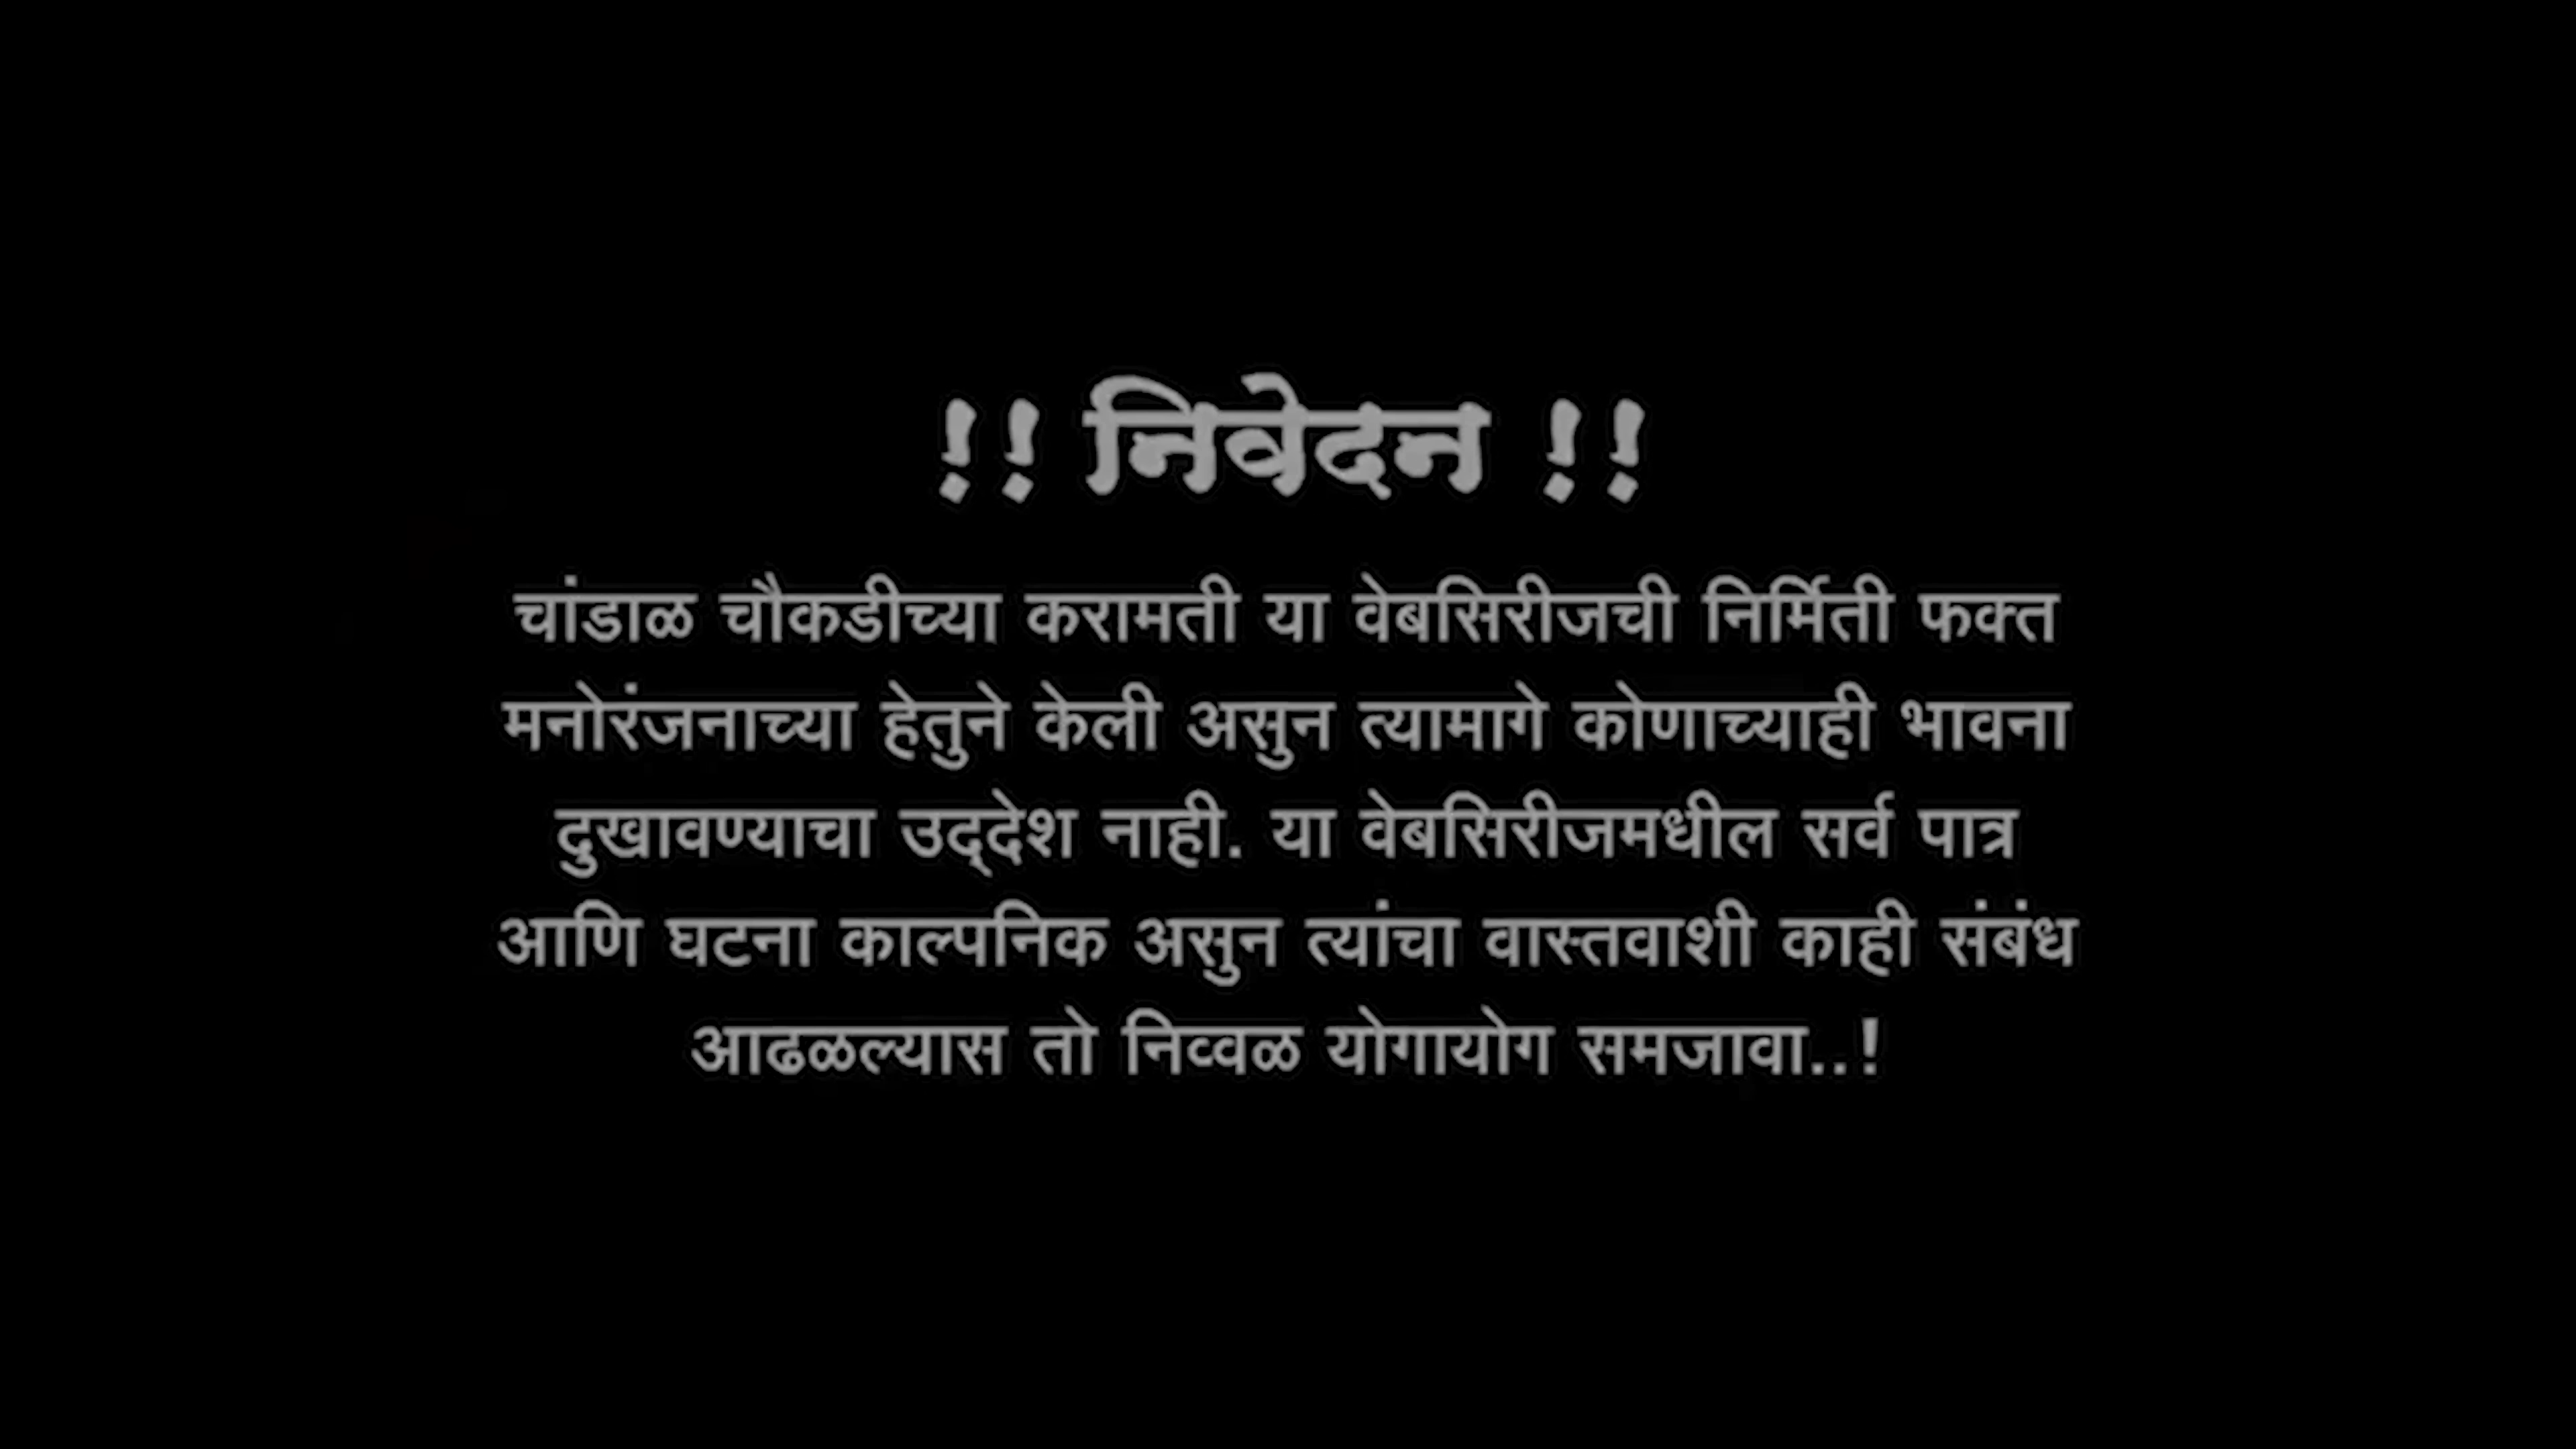 !! निवेदन !!
चांडाळ चौकडीच्या करामती या वेबसिरीजची निर्मिती फक्त
मनोरंजनाच्या हेतुने केली असुन त्यामागे कोणाच्याही भावना
दुखावण्याचा उद्‌देश नाही. या वेबसिरीजमधील सर्व पात्र
आणि घटना काल्पनिक असुन त्यांचा वास्तवाशी काही संबंध
आढळल्यास तो निव्वळ योगायोग समजावा..!